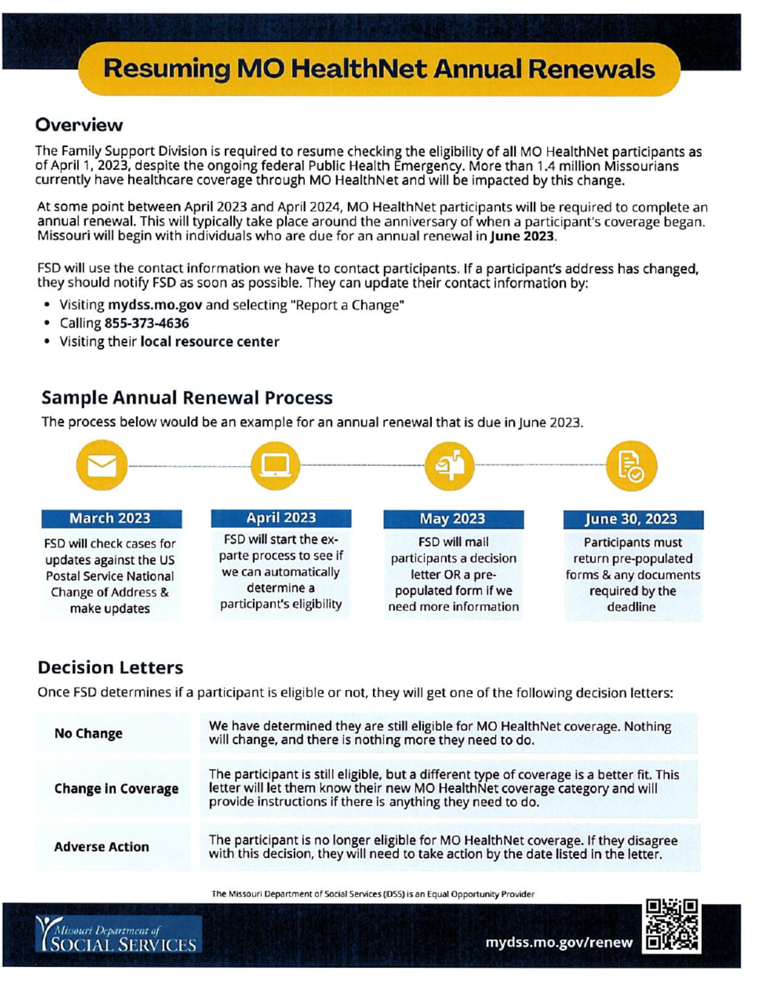 Resuming MO HealthNet Annual Renewals
Overview
The Family Support Division is required to resume checking the eligibility of all MO HealthNet participants as
of April 1, 2023, despite the ongoing federal Public Health Emergency. More than 1.4 million Missourians
currently have healthcare coverage through MO HealthNet and will be impacted by this change.
At some point between April 2023 and April 2024, MO HealthNet participants will be required to complete an
annual renewal. This will typically take place around the anniversary of when a participant's coverage began.
Missouri will begin with individuals who are due for an annual renewal in June 2023.
FSD will use the contact information we have to contact participants. If a participant's address has changed,
they should notify FSD as soon as possible. They can update their contact information by:
• Visiting mydss.mo.gov and selecting "Report a Change"
• Calling 855-373-4636
• Visiting their local resource center
Sample Annual Renewal Process
The process below would be an example for an annual renewal that is due in June 2023.
March 2023
FSD will check cases for
updates against the US
Postal Service National
Change of Address &
make updates
April 2023
FSD will start the ex-
parte process to see if
we can automatically
determine a
participant's eligibility
May 2023
FSD will mail
participants a decision
letter OR a pre-
populated form if we
need more information
June 30, 2023
Participants must
return pre-populated
forms & any documents
required by the
deadline
Decision Letters
Once FSD determines if a participant is eligible or not, they will get one of the following decision letters:
No Change
We have determined they are still eligible for MO HealthNet coverage. Nothing
will change, and there is nothing more they need to do.
Change in Coverage
The participant is still eligible, but a different type of coverage is a better fit. This
letter will let them know their new MO HealthNet coverage category and will
provide instructions if there is anything they need to do.
Adverse Action
The participant is no longer eligible for MO HealthNet coverage. If they disagree
with this decision, they will need to take action by the date listed in the letter.
The Missouri Department of Social Services (DSS) is an Equal Opportunity Provider
Missouri Department of
SOCIAL SERVICES
mydss.mo.gov/renew